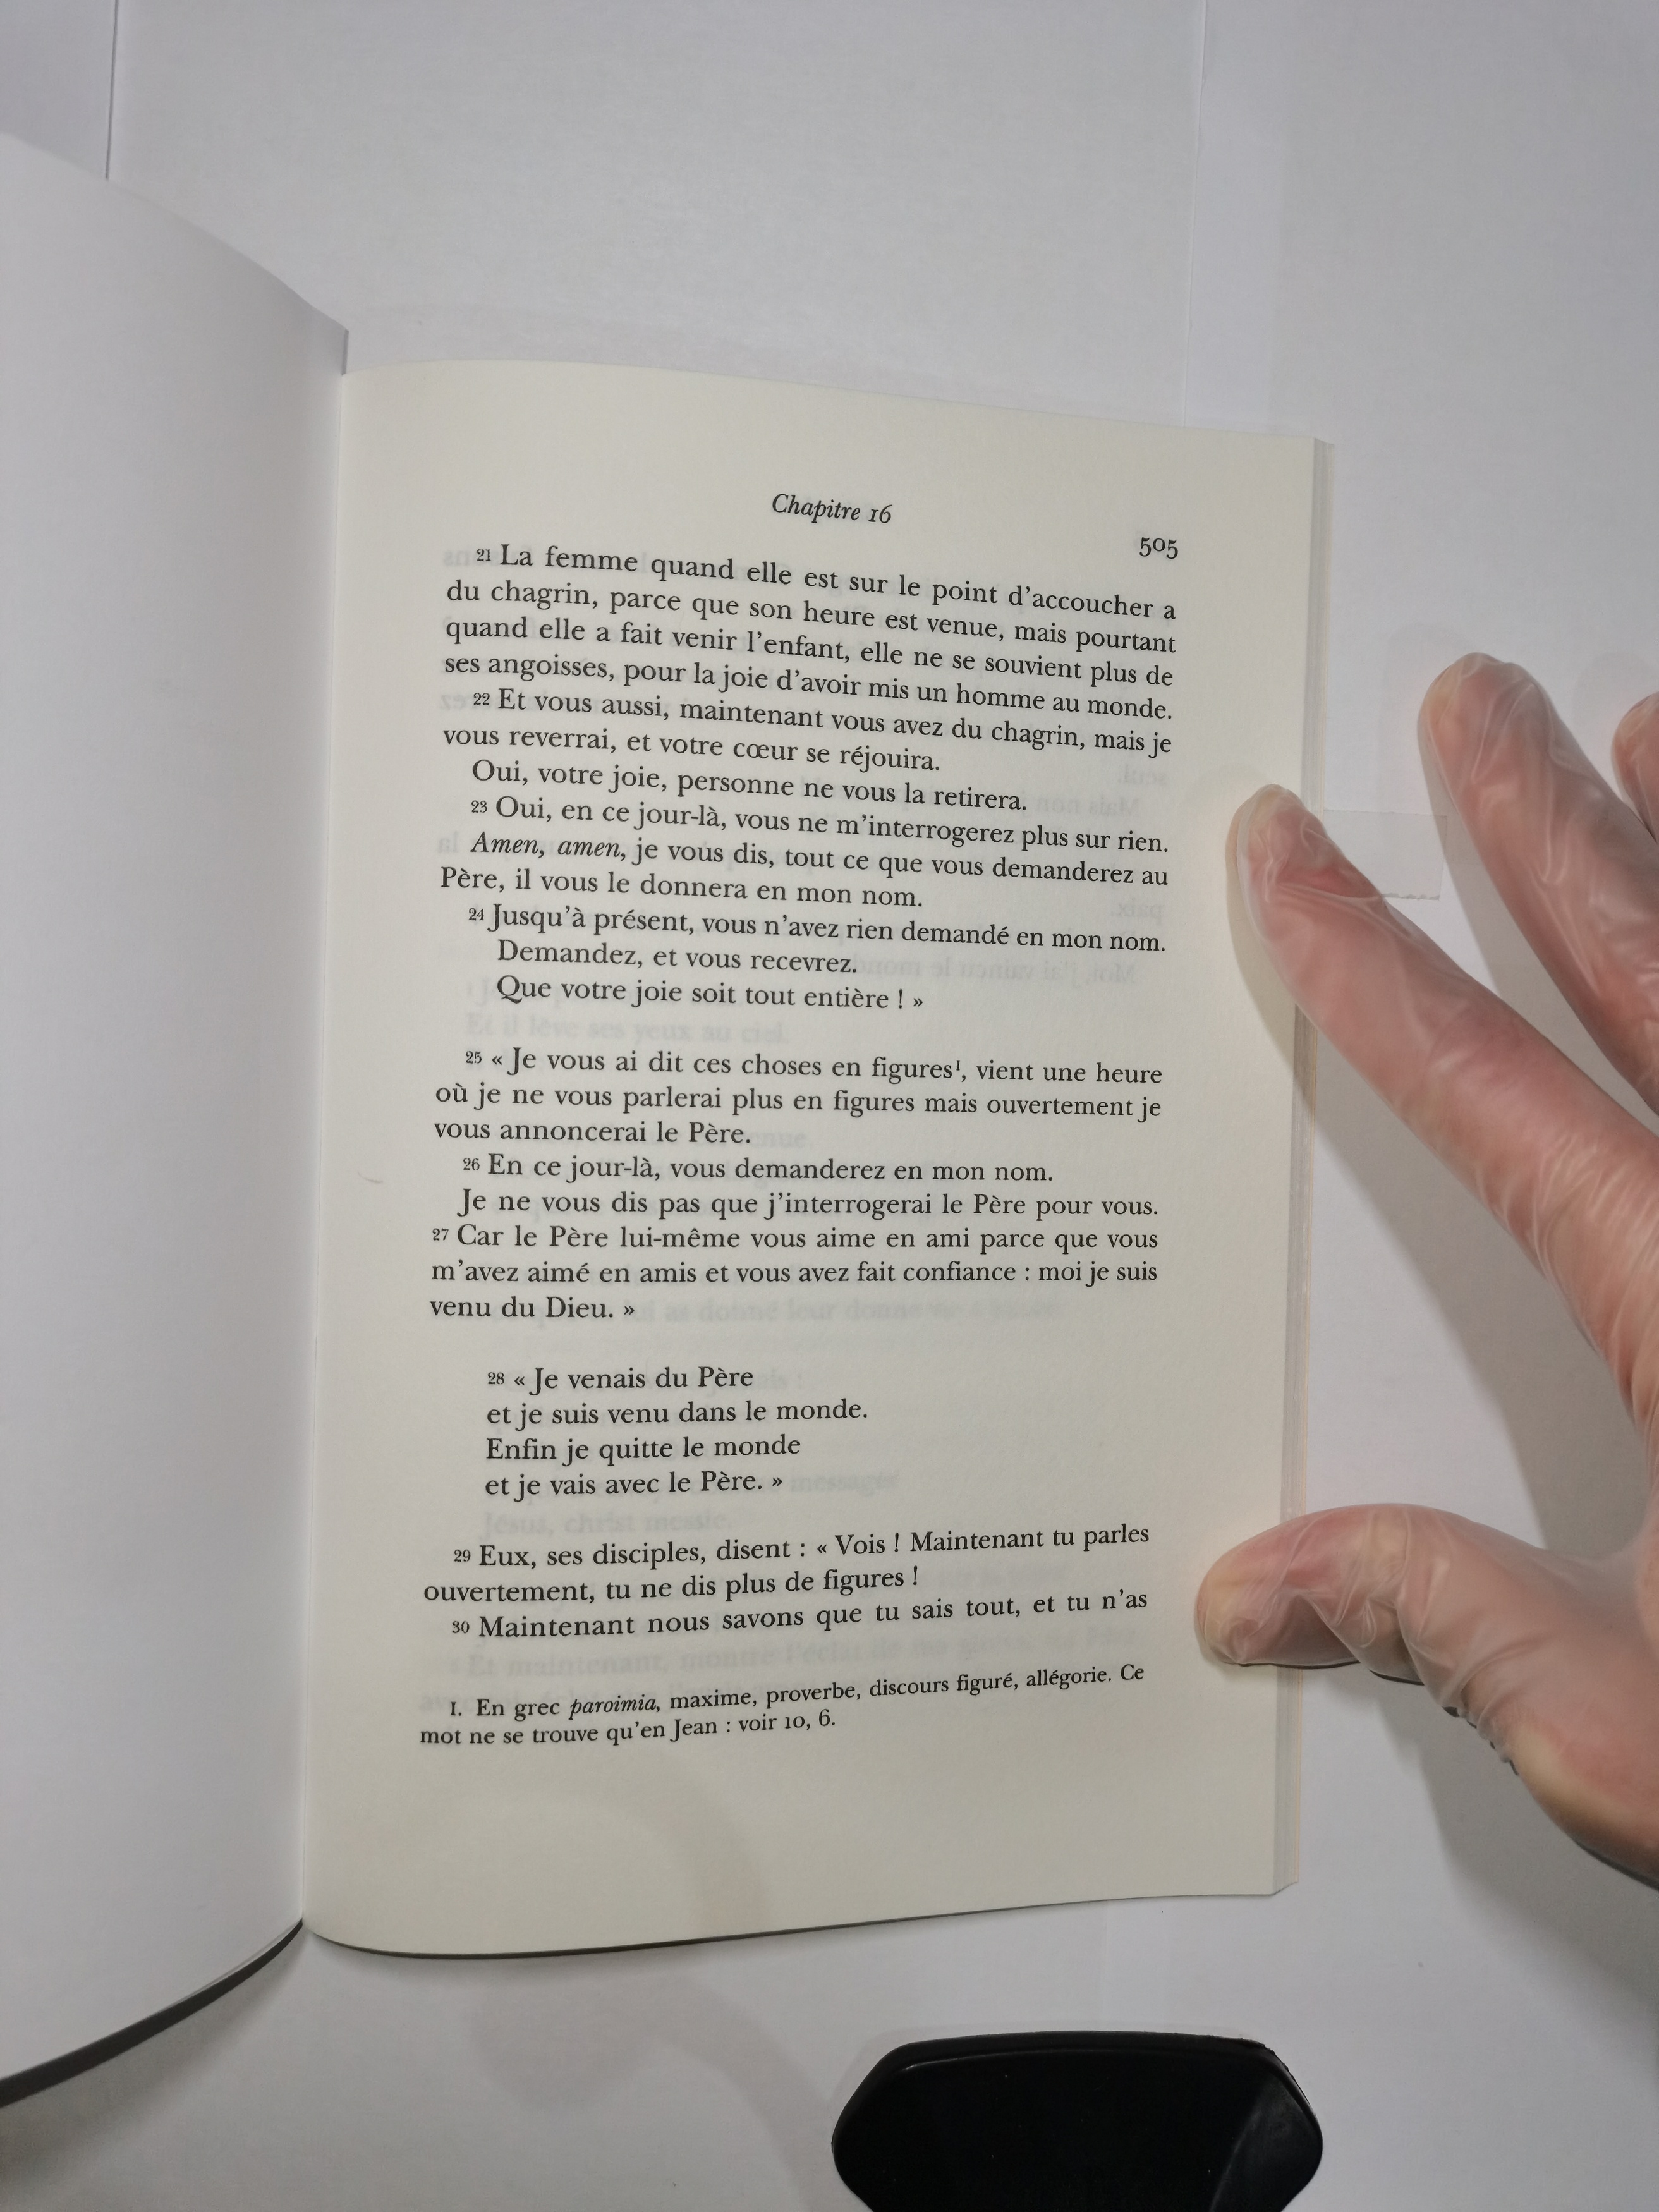 Chapitre 16
505
21 La femme quand elle est sur le point d'accoucher a
du chagrin, parce que son heure est venue, mais pourtant
quand elle a fait venir l'enfant, elle ne se souvient plus de
ses angoisses, pour la joie d'avoir mis un homme au monde.
22 Et vous aussi, maintenant vous avez du chagrin, mais je
vous reverrai, et votre cœur se réjouira.
Oui, votre joie, personne ne vous la retirera.
23 Oui, en ce jour-là, vous ne m'interrogerez plus sur rien.
Amen, amen, je vous dis, tout ce que vous demanderez au
Père, il vous le donnera en mon nom.
24 Jusqu'à présent, vous n'avez rien demandé en mon nom.
Demandez, et vous recevrez.
Que votre joie soit tout entière ! »
25 « Je vous ai dit ces choses en figures¹, vient une heure
où je ne vous parlerai plus en figures mais ouvertement je
vous annoncerai le Père.
26 En ce jour-là, vous demanderez en mon nom.
Je ne vous dis pas que j'interrogerai le Père pour vous.
27 Car le Père lui-même vous aime en ami parce que vous
m'avez aimé en amis et vous avez fait confiance : moi je suis
venu du Dieu. »
28 « Je venais du Père
et je suis venu dans le monde.
Enfin je quitte le monde
et je vais avec le Père. »
29 Eux, ses disciples, disent : « Vois ! Maintenant tu parles
ouvertement, tu ne dis plus de figures !
30 Maintenant nous savons que tu sais tout, et tu n'as
1. En grec paroimia, maxime, proverbe, discours figuré, allégorie. Ce
mot ne se trouve qu'en Jean : voir 10, 6.